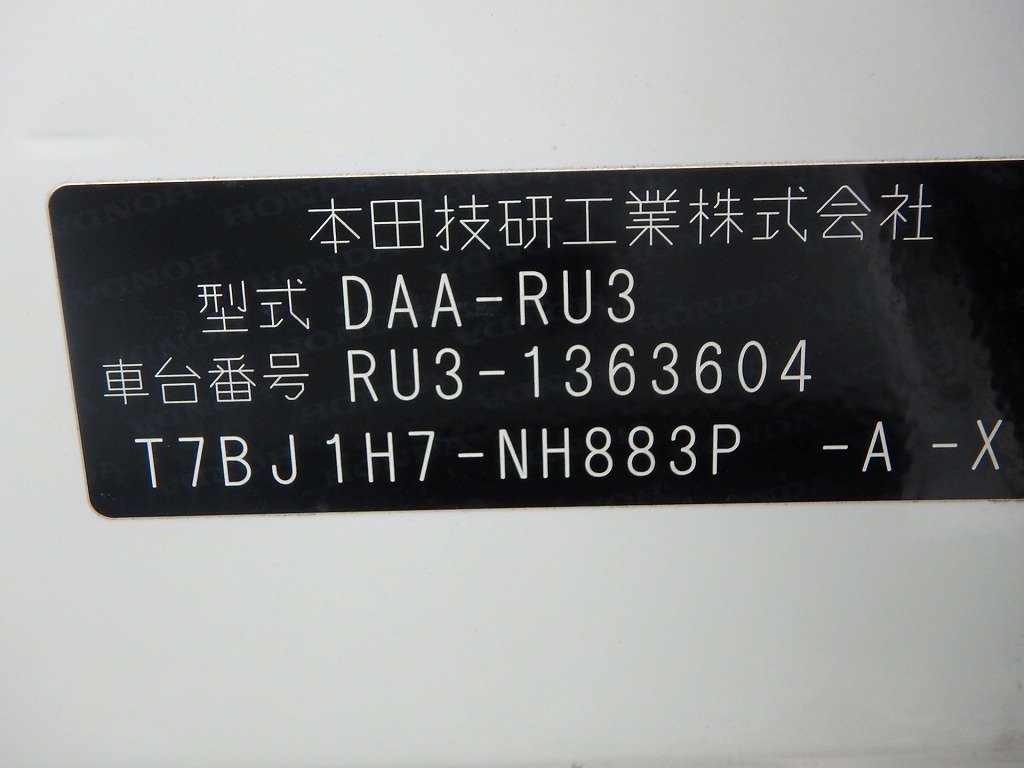 本田技研工業株式会社
型式 DAA-RU3
車台番号 RU3-1363604
T7BJ1H7-NH883P -A -X